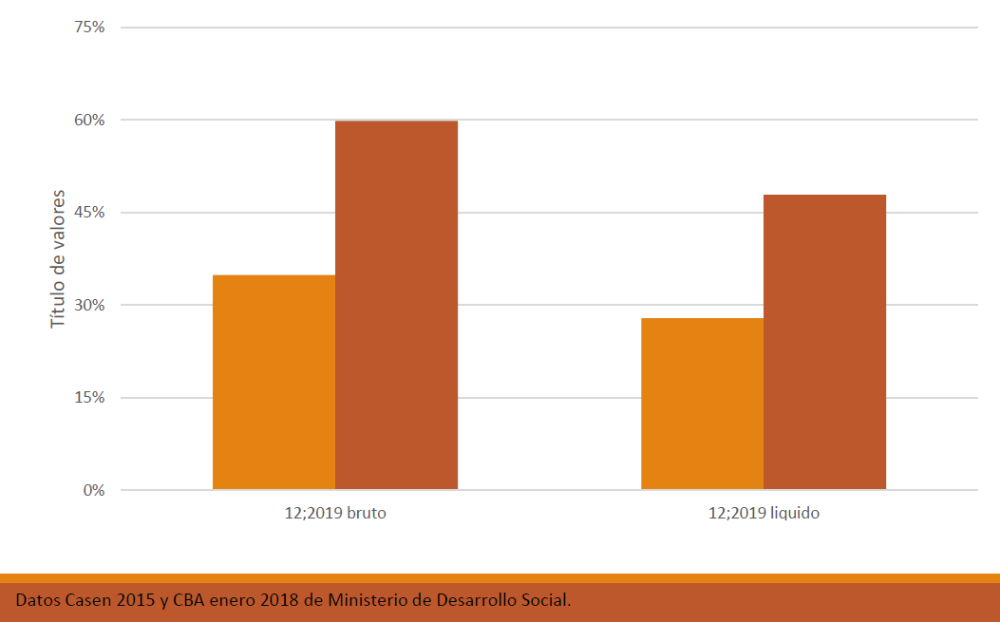 75%
60%
45%
30%
15%
0%
Título de valores
12;2019 bruto
12;2019 liquido
Datos Casen 2015 y CBA enero 2018 de Ministerio de Desarrollo Social.